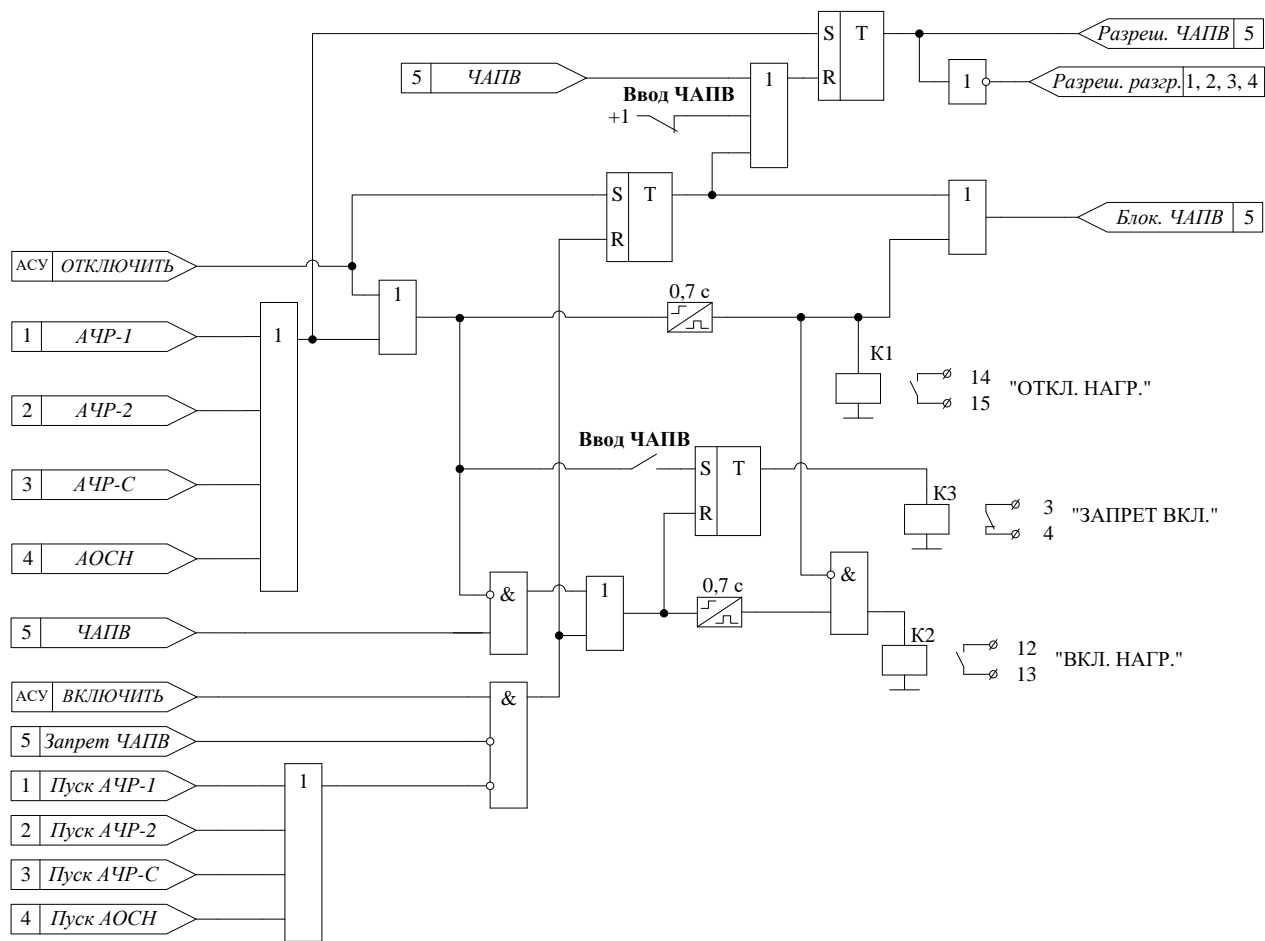 S T
R
Разреш. ЧАПВ 5
5 ЧАПВ
1
1
Разреш. разгр. 1, 2, 3, 4
Ввод ЧАПВ
+1
S T
R
1
Блок. ЧАПВ 5
АСУ ОТКЛЮЧИТЬ
1
0,7 с
1 АЧР-1
1
К1
14
15
"ОТКЛ. НАГР."
2 АЧР-2
Ввод ЧАПВ
S T
R
3 АЧР-С
К3
3
4
"ЗАПРЕТ ВКЛ."
4 АОСН
&
1
0,7 с
&
5 ЧАПВ
К2
12
13
"ВКЛ. НАГР."
АСУ ВКЛЮЧИТЬ
&
5 Запрет ЧАПВ
1 Пуск АЧР-1
1
2 Пуск АЧР-2
3 Пуск АЧР-С
4 Пуск АОСН